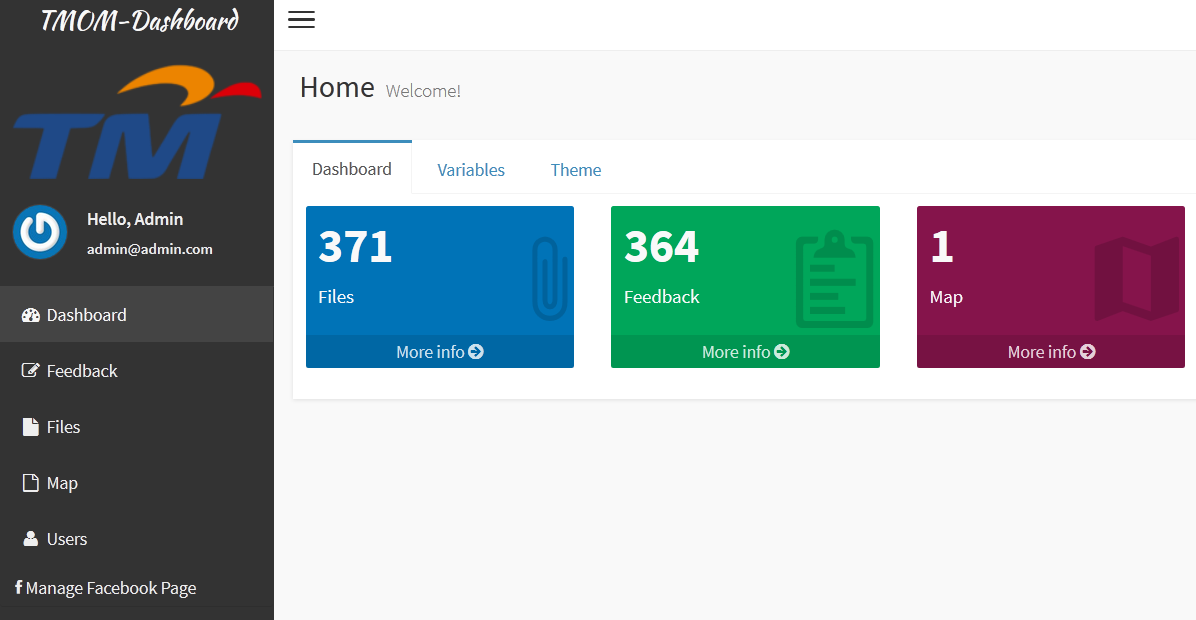 TMOM-Dashboard
TM
Hello, Admin
admin@admin.com
Dashboard
Feedback
Files
Map
Users
Manage Facebook Page
Home Welcome!
Dashboard Variables Theme
371
Files
More info
364
Feedback
More info
1
Map
More info